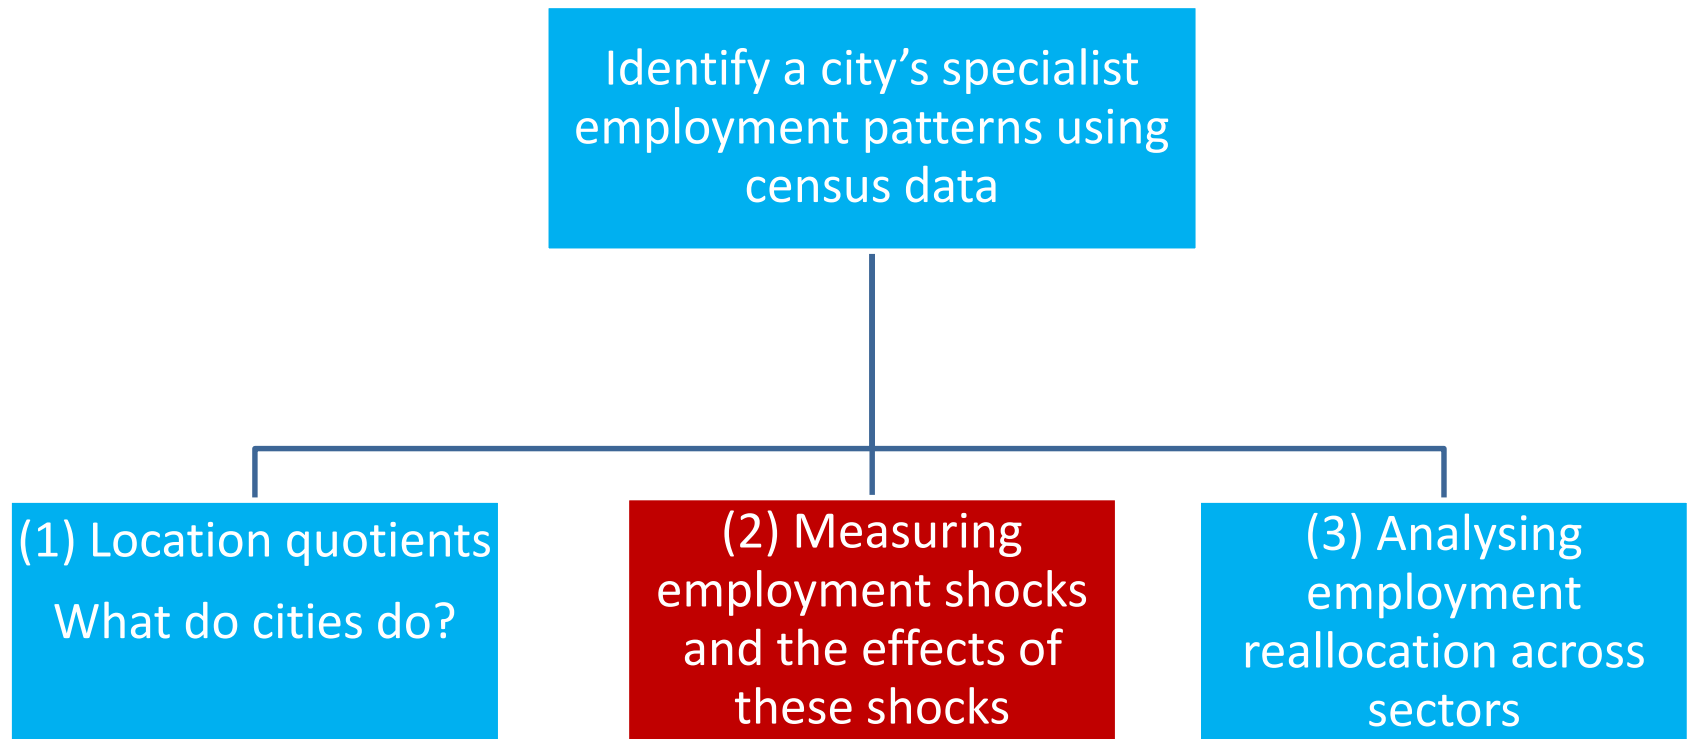 Identify a city’s specialist
employment patterns using
census data
(1) Location quotients
What do cities do?
(2) Measuring
employment shocks
and the effects of
these shocks
(3) Analysing
employment
reallocation across
sectors